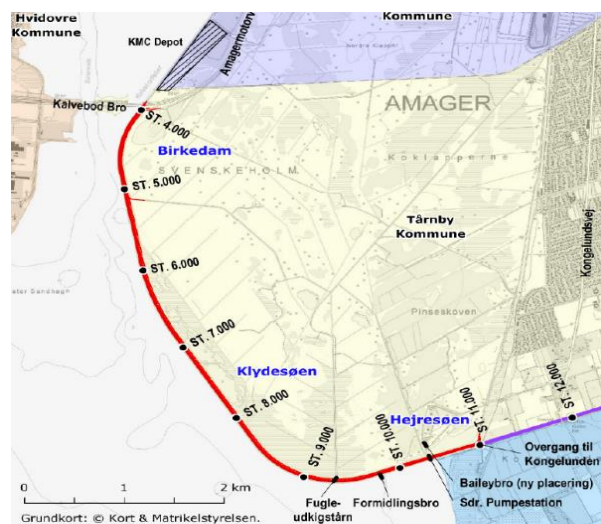 Hvidovre
Kommune
Kommune
KMC Depot
Amagermotorv
Kalvebod Bro
ST. 4.000
AMAGER
Birkedam
Koklapperne
SVENSKEHOLM
ST. 5.000
Tårnby
Kommune
Kongelundsvej
ST. 6.000
Pinseskoven
ST. 7.000
Klydesøen
ST. 8.000
Hejresøen
ST. 9.000
ST. 10.000
ST. 11.000
ST. 12.000
Overgang til
Kongelunden
Baileybro (ny placering)
Sdr. Pumpestation
Formidlingsbro
Fugle-
udkigstårn
0 1 2 km
Grundkort: © Kort & Matrikelstyrelsen.